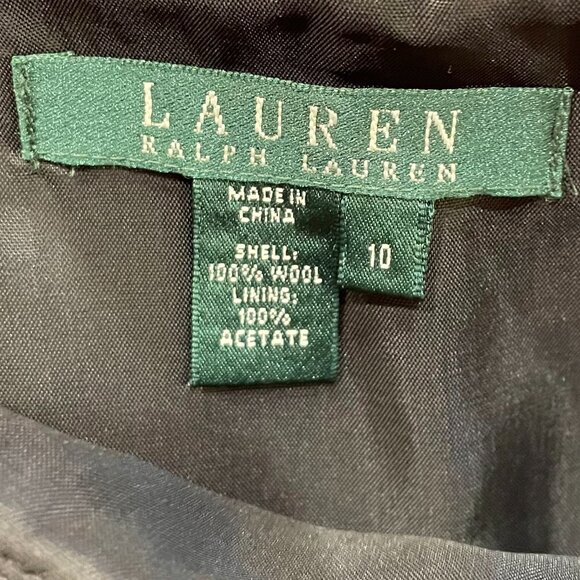 LAUREN
RALPH LAUREN
MADE IN
CHINA
SHELL:
100% WOOL
LINING:
100%
ACETATE
10